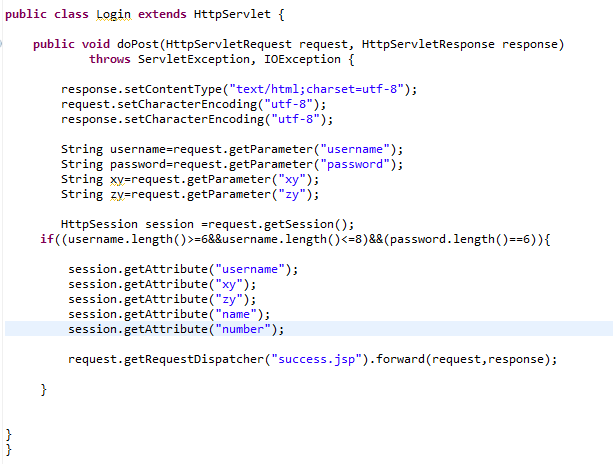 public class Login extends HttpServlet {
public void doPost(HttpServletRequest request, HttpServletResponse response)
throws ServletException, IOException {
response.setContentType("text/html;charset=utf-8");
request.setCharacterEncoding("utf-8");
response.setCharacterEncoding("utf-8");
String username=request.getParameter("username");
String password=request.getParameter("password");
String xy=request.getParameter("xy");
String zy=request.getParameter("zy");
HttpSession session =request.getSession();
if((username.length()>=6&&username.length()<=8)&&(password.length()==6)){
session.getAttribute("username");
session.getAttribute("xy");
session.getAttribute("zy");
session.getAttribute("name");
session.getAttribute("number");
request.getRequestDispatcher("success.jsp").forward(request,response);
}
}
}